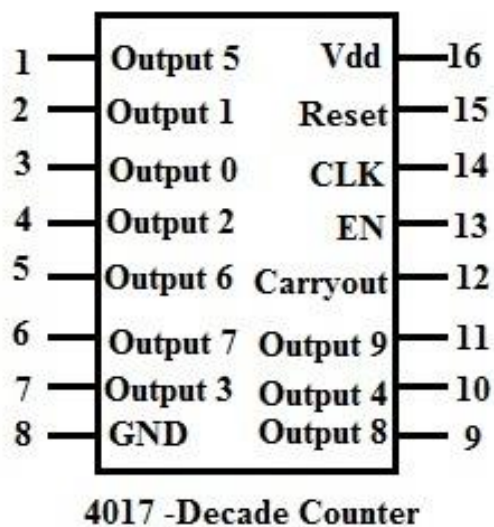 1 Output 5 Vdd 16
2 Output 1 Reset 15
3 Output 0 CLK 14
4 Output 2 EN 13
5 Output 6 Carryout 12
6 Output 7 Output 9 11
7 Output 3 Output 4 10
8 GND Output 8 9
4017 -Decade Counter